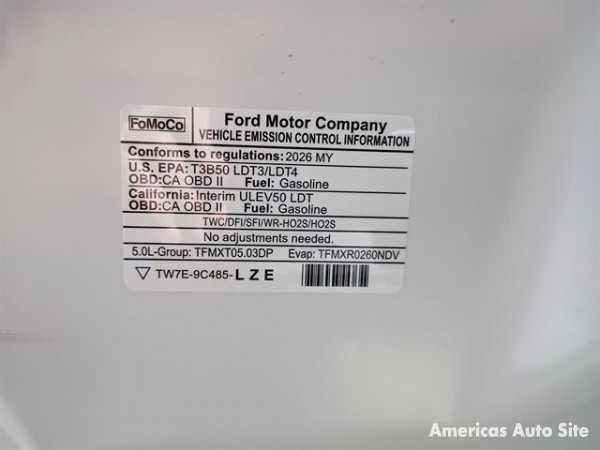 FoMoCo
Ford Motor Company
VEHICLE EMISSION CONTROL INFORMATION
Conforms to regulations: 2026 MY
U.S. EPA: T3B50 LDT3/LDT4
OBD:CA OBD II Fuel: Gasoline
California: Interim ULEV50 LDT
OBD:CA OBD II Fuel: Gasoline
TWC/DFI/SFI/WR-HO2S/HO2S
No adjustments needed.
5.0L-Group: TFMXT05.03DP Evap: TFMXR0260NDV
TW7E-9C485- L Z E
Americas Auto Site